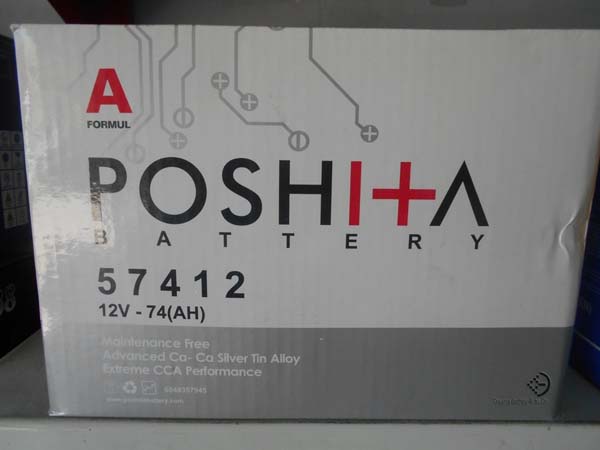 A
FORMUL
POSHITA
BATTERY
57412
12V - 74(AH)
Maintenance Free
Advanced Ca- Ca Silver Tin Alloy
Extreme CCA Performance